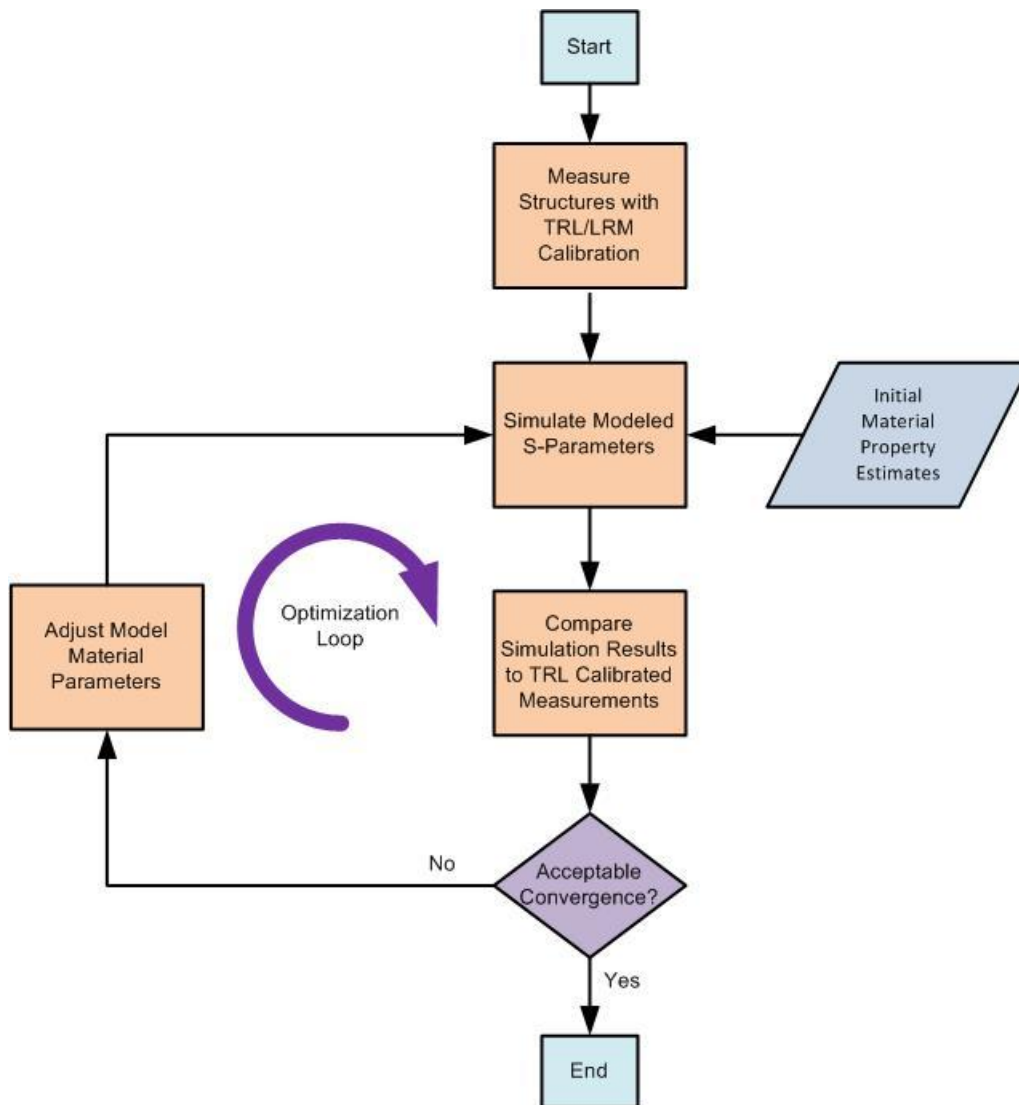 Start
Measure
Structures with
TRL/LRM
Calibration
Simulate Modeled
S-Parameters
Initial
Material
Property
Estimates
Adjust Model
Material
Parameters
Optimization
Loop
Compare
Simulation Results
to TRL Calibrated
Measurements
No
Acceptable
Convergence?
Yes
End